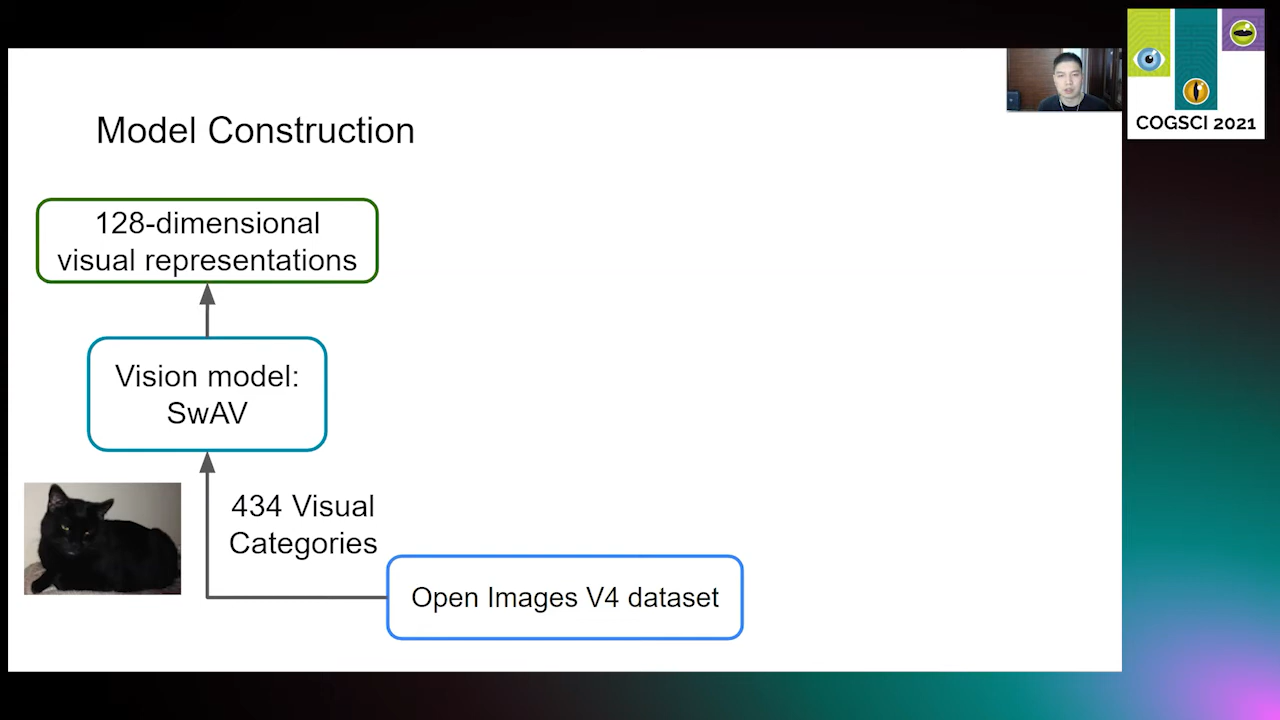 COGSCI 2021
Model Construction
128-dimensional
visual representations
Vision model:
SwAV
434 Visual
Categories
Open Images V4 dataset